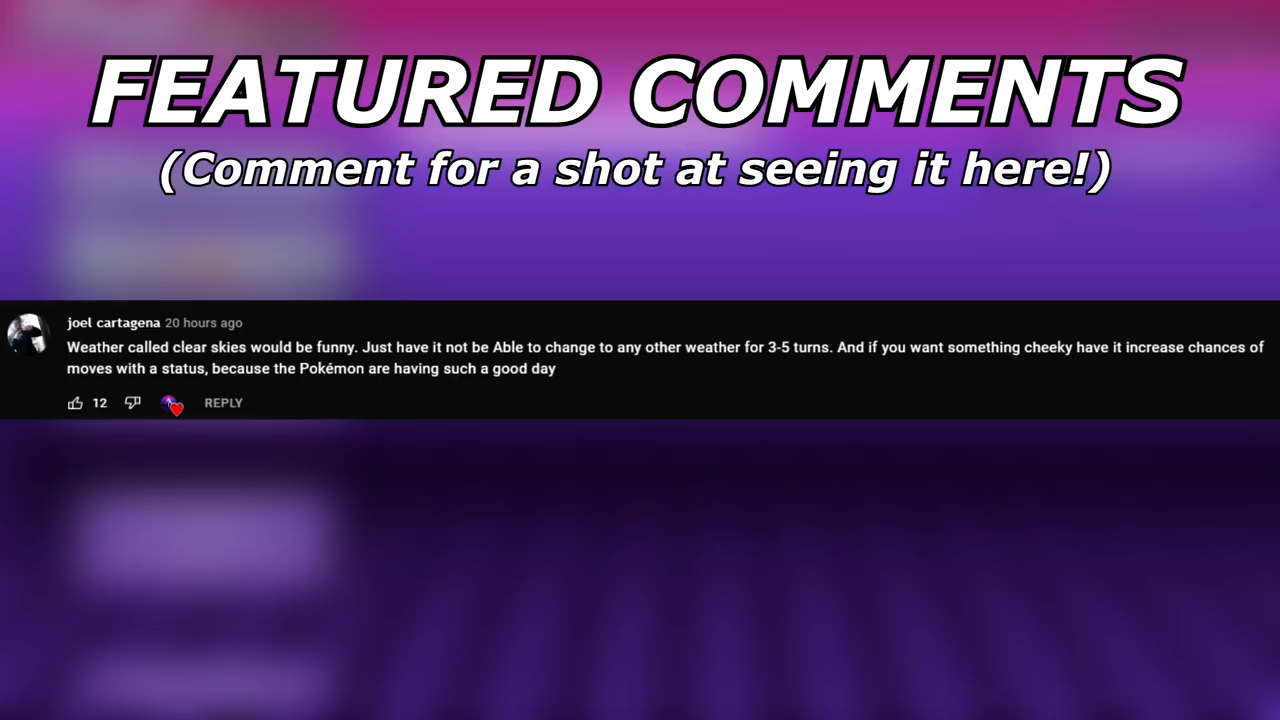 FEATURED COMMENTS
(Comment for a shot at seeing it here!)
joel cartagena 20 hours ago
Weather called clear skies would be funny. Just have it not be Able to change to any other weather for 3-5 turns. And if you want something cheeky have it increase chances of
moves with a status, because the Pokémon are having such a good day
12 REPLY